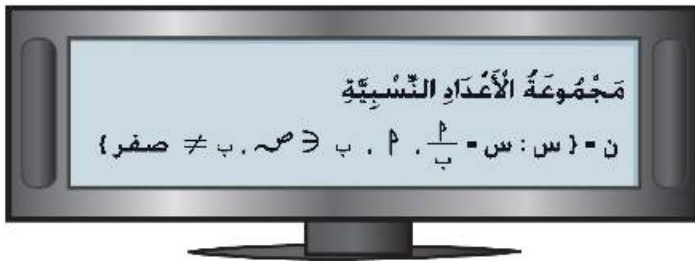 مَجْمُوعَةُ الْأَعْدَادِ النِّسْبِيَّةِ
ن = { س : س = أ/ب ، أ ، ب ∈ ص ، ب ≠ صفر }